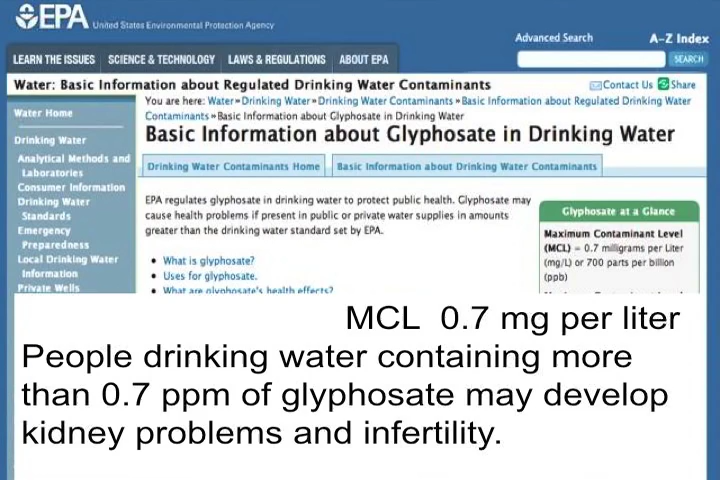 EPA United States Environmental Protection Agency
Advanced Search A-Z Index
LEARN THE ISSUES SCIENCE & TECHNOLOGY LAWS & REGULATIONS ABOUT EPA SEARCH
Water: Basic Information about Regulated Drinking Water Contaminants Contact Us Share
You are here: Water » Drinking Water » Drinking Water Contaminants » Basic Information about Regulated Drinking Water
Contaminants » Basic Information about Glyphosate in Drinking Water
Water Home
Drinking Water
Analytical Methods and
Laboratories
Consumer Information
Drinking Water
Standards
Emergency
Preparedness
Local Drinking Water
Information
Private Wells
Basic Information about Glyphosate in Drinking Water
Drinking Water Contaminants Home Basic Information about Drinking Water Contaminants
EPA regulates glyphosate in drinking water to protect public health. Glyphosate may
cause health problems if present in public or private water supplies in amounts
greater than the drinking water standard set by EPA.
• What is glyphosate?
• Uses for glyphosate.
• What are glyphosate's health effects?
Glyphosate at a Glance
Maximum Contaminant Level
(MCL) = 0.7 milligrams per Liter
(mg/L) or 700 parts per billion
(ppb)
MCL 0.7 mg per liter
People drinking water containing more
than 0.7 ppm of glyphosate may develop
kidney problems and infertility.